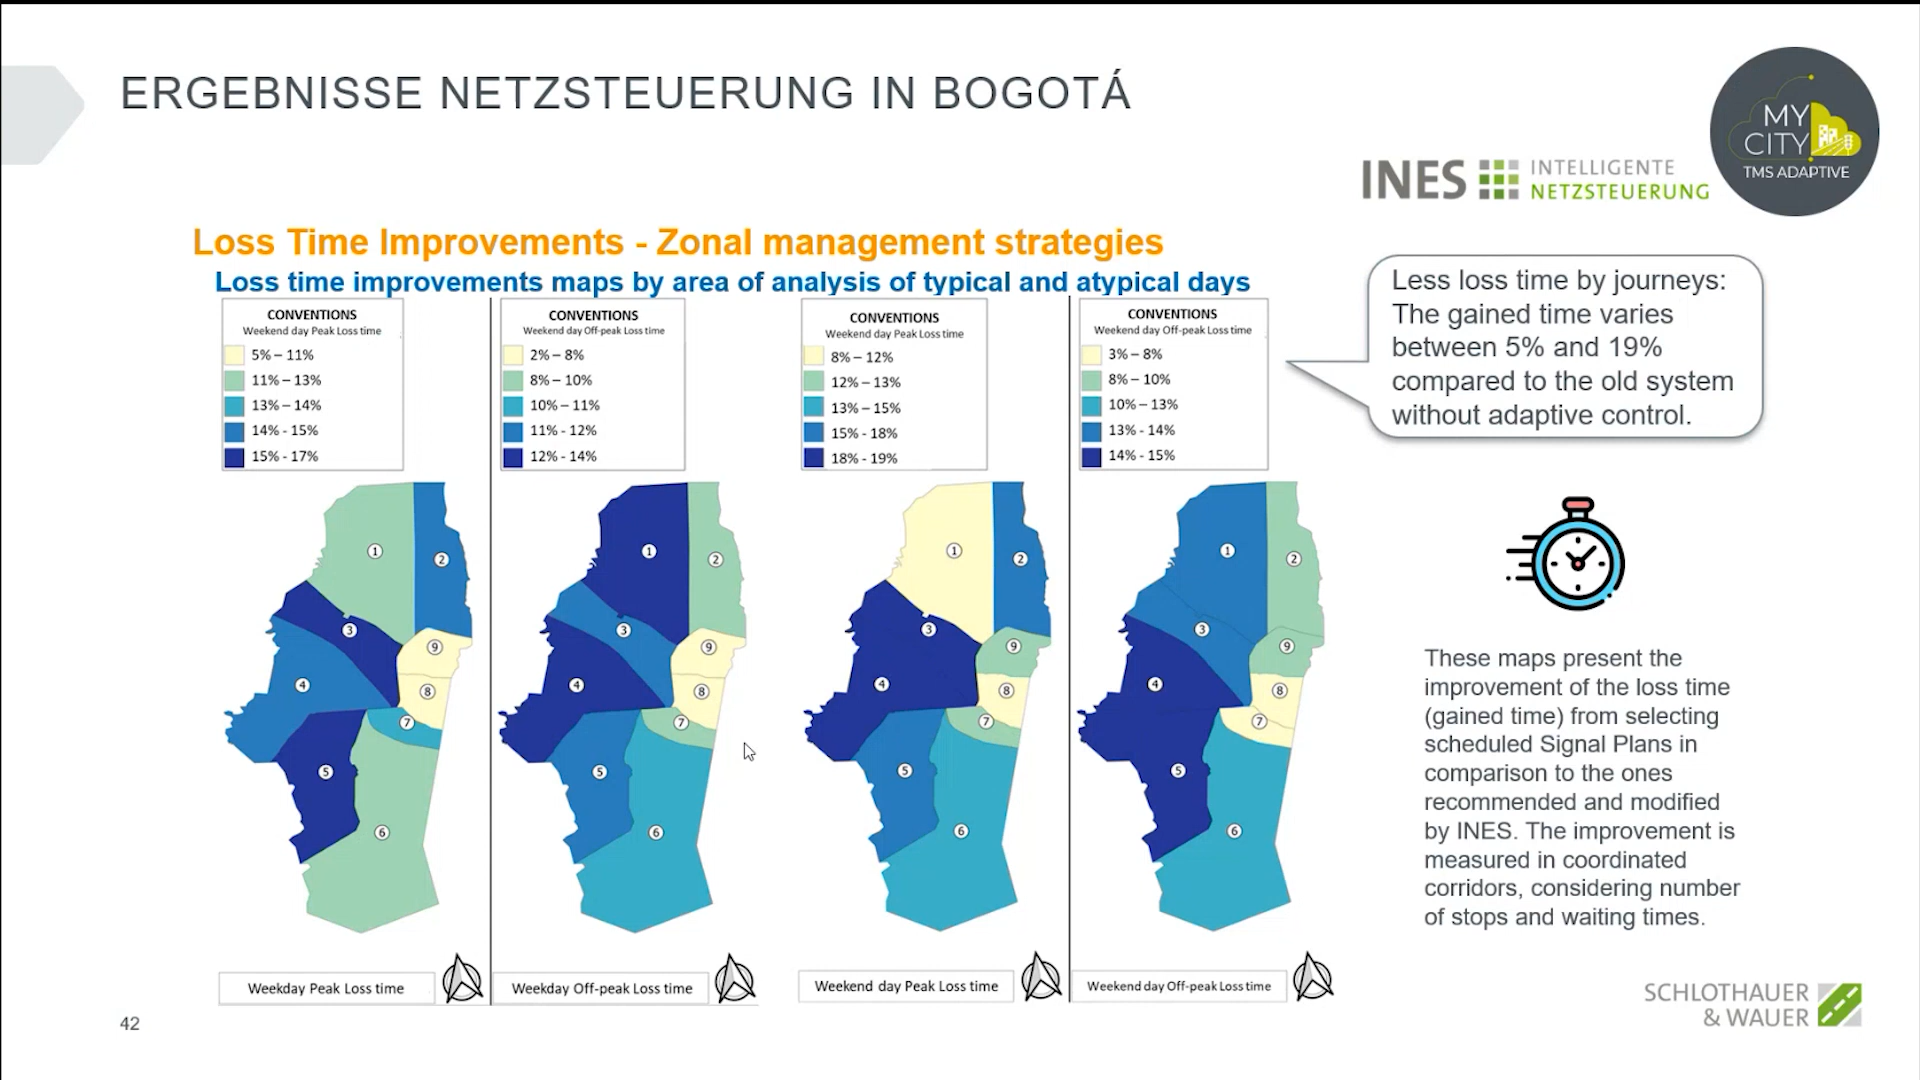 ERGEBNISSE NETZSTEUERUNG IN BOGOTÁ
MY
CITY
TMS ADAPTIVE
INES INTELLIGENTE
NETZSTEUERUNG
Loss Time Improvements - Zonal management strategies
Loss time improvements maps by area of analysis of typical and atypical days
CONVENTIONS
Weekend day Peak Loss time
5% – 11%
11% – 13%
13% – 14%
14% - 15%
15% - 17%
CONVENTIONS
Weekend day Off-peak Loss time
2% – 8%
8% – 10%
10% – 11%
11% - 12%
12% - 14%
CONVENTIONS
Weekend day Peak Loss time
8% – 12%
12% – 13%
13% – 15%
15% - 18%
18% - 19%
CONVENTIONS
Weekend day Off-peak Loss time
3% – 8%
8% – 10%
10% – 13%
13% - 14%
14% - 15%
Less loss time by journeys:
The gained time varies
between 5% and 19%
compared to the old system
without adaptive control.
1
2
3
9
4
8
7
5
6
1
2
3
9
4
8
7
5
6
1
2
3
9
4
8
7
5
6
1
2
3
9
4
8
7
5
6
These maps present the
improvement of the loss time
(gained time) from selecting
scheduled Signal Plans in
comparison to the ones
recommended and modified
by INES. The improvement is
measured in coordinated
corridors, considering number
of stops and waiting times.
Weekday Peak Loss time
Weekday Off-peak Loss time
Weekend day Peak Loss time
Weekend day Off-peak Loss time
SCHLOTHAUER
& WAUER
42